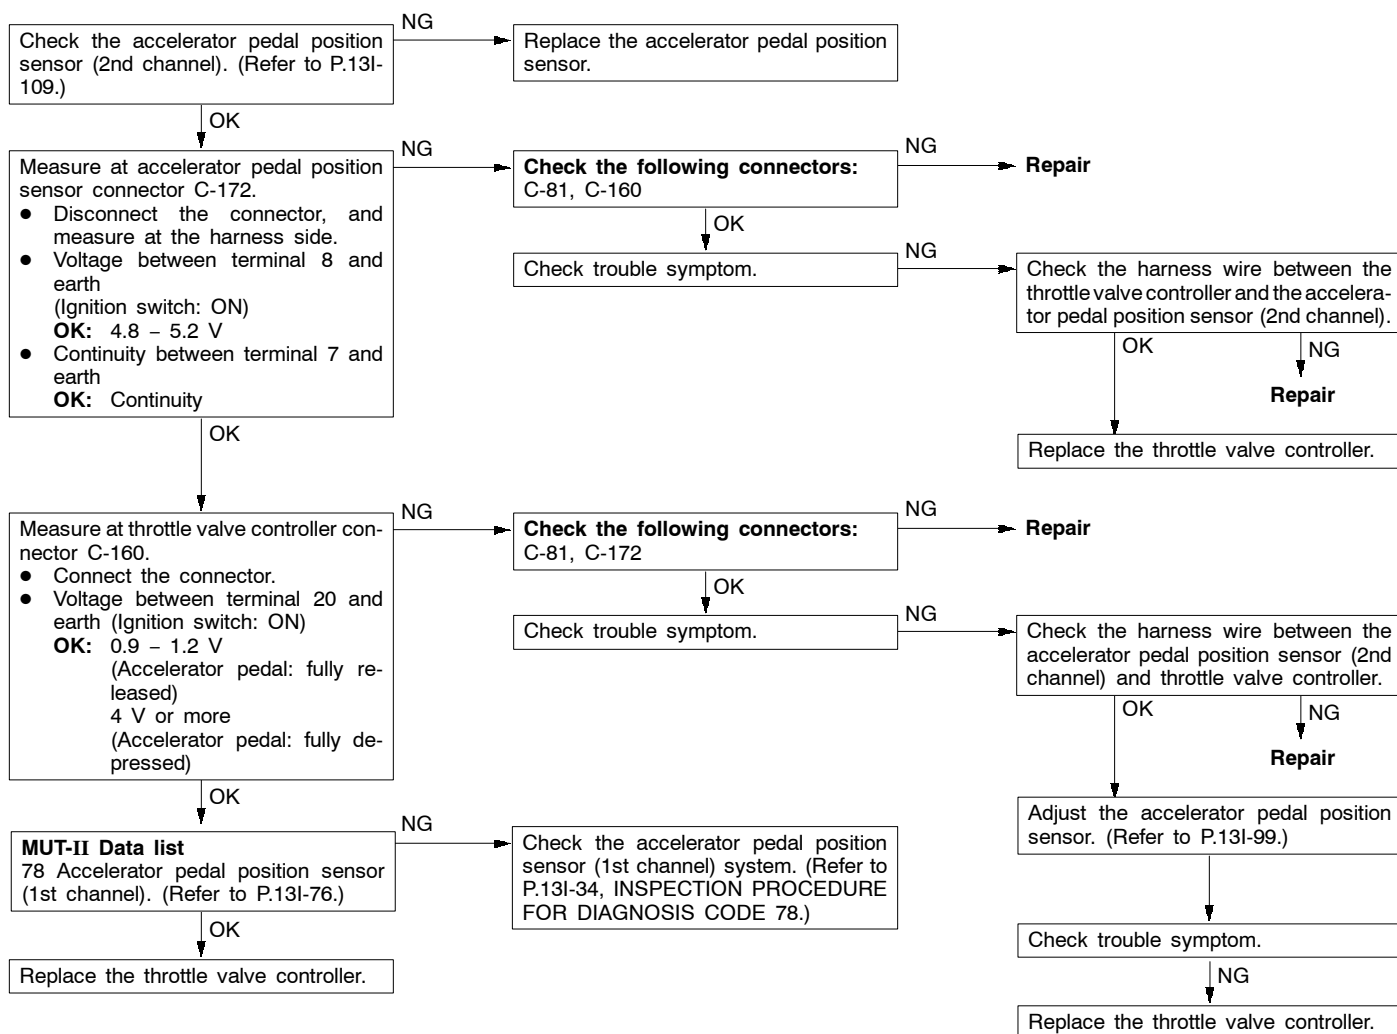 Check the accelerator pedal position
sensor (2nd channel). (Refer to P.13I-
109.)
NG
Replace the accelerator pedal position
sensor.
OK
Measure at accelerator pedal position
sensor connector C-172.
● Disconnect the connector, and
measure at the harness side.
● Voltage between terminal 8 and
earth
(Ignition switch: ON)
OK: 4.8 – 5.2 V
● Continuity between terminal 7 and
earth
OK: Continuity
NG
Check the following connectors:
C-81, C-160
NG
Repair
OK
Check trouble symptom.
NG
Check the harness wire between the
throttle valve controller and the accelera-
tor pedal position sensor (2nd channel).
OK
NG
Repair
Replace the throttle valve controller.
OK
Measure at throttle valve controller con-
nector C-160.
● Connect the connector.
● Voltage between terminal 20 and
earth (Ignition switch: ON)
OK: 0.9 – 1.2 V
(Accelerator pedal: fully re-
leased)
4 V or more
(Accelerator pedal: fully de-
pressed)
NG
Check the following connectors:
C-81, C-172
NG
Repair
OK
Check trouble symptom.
NG
Check the harness wire between the
accelerator pedal position sensor (2nd
channel) and throttle valve controller.
OK
NG
Repair
Adjust the accelerator pedal position
sensor. (Refer to P.13I-99.)
Check trouble symptom.
NG
Replace the throttle valve controller.
OK
MUT-II Data list
78 Accelerator pedal position sensor
(1st channel). (Refer to P.13I-76.)
NG
Check the accelerator pedal position
sensor (1st channel) system. (Refer to
P.13I-34, INSPECTION PROCEDURE
FOR DIAGNOSIS CODE 78.)
OK
Replace the throttle valve controller.